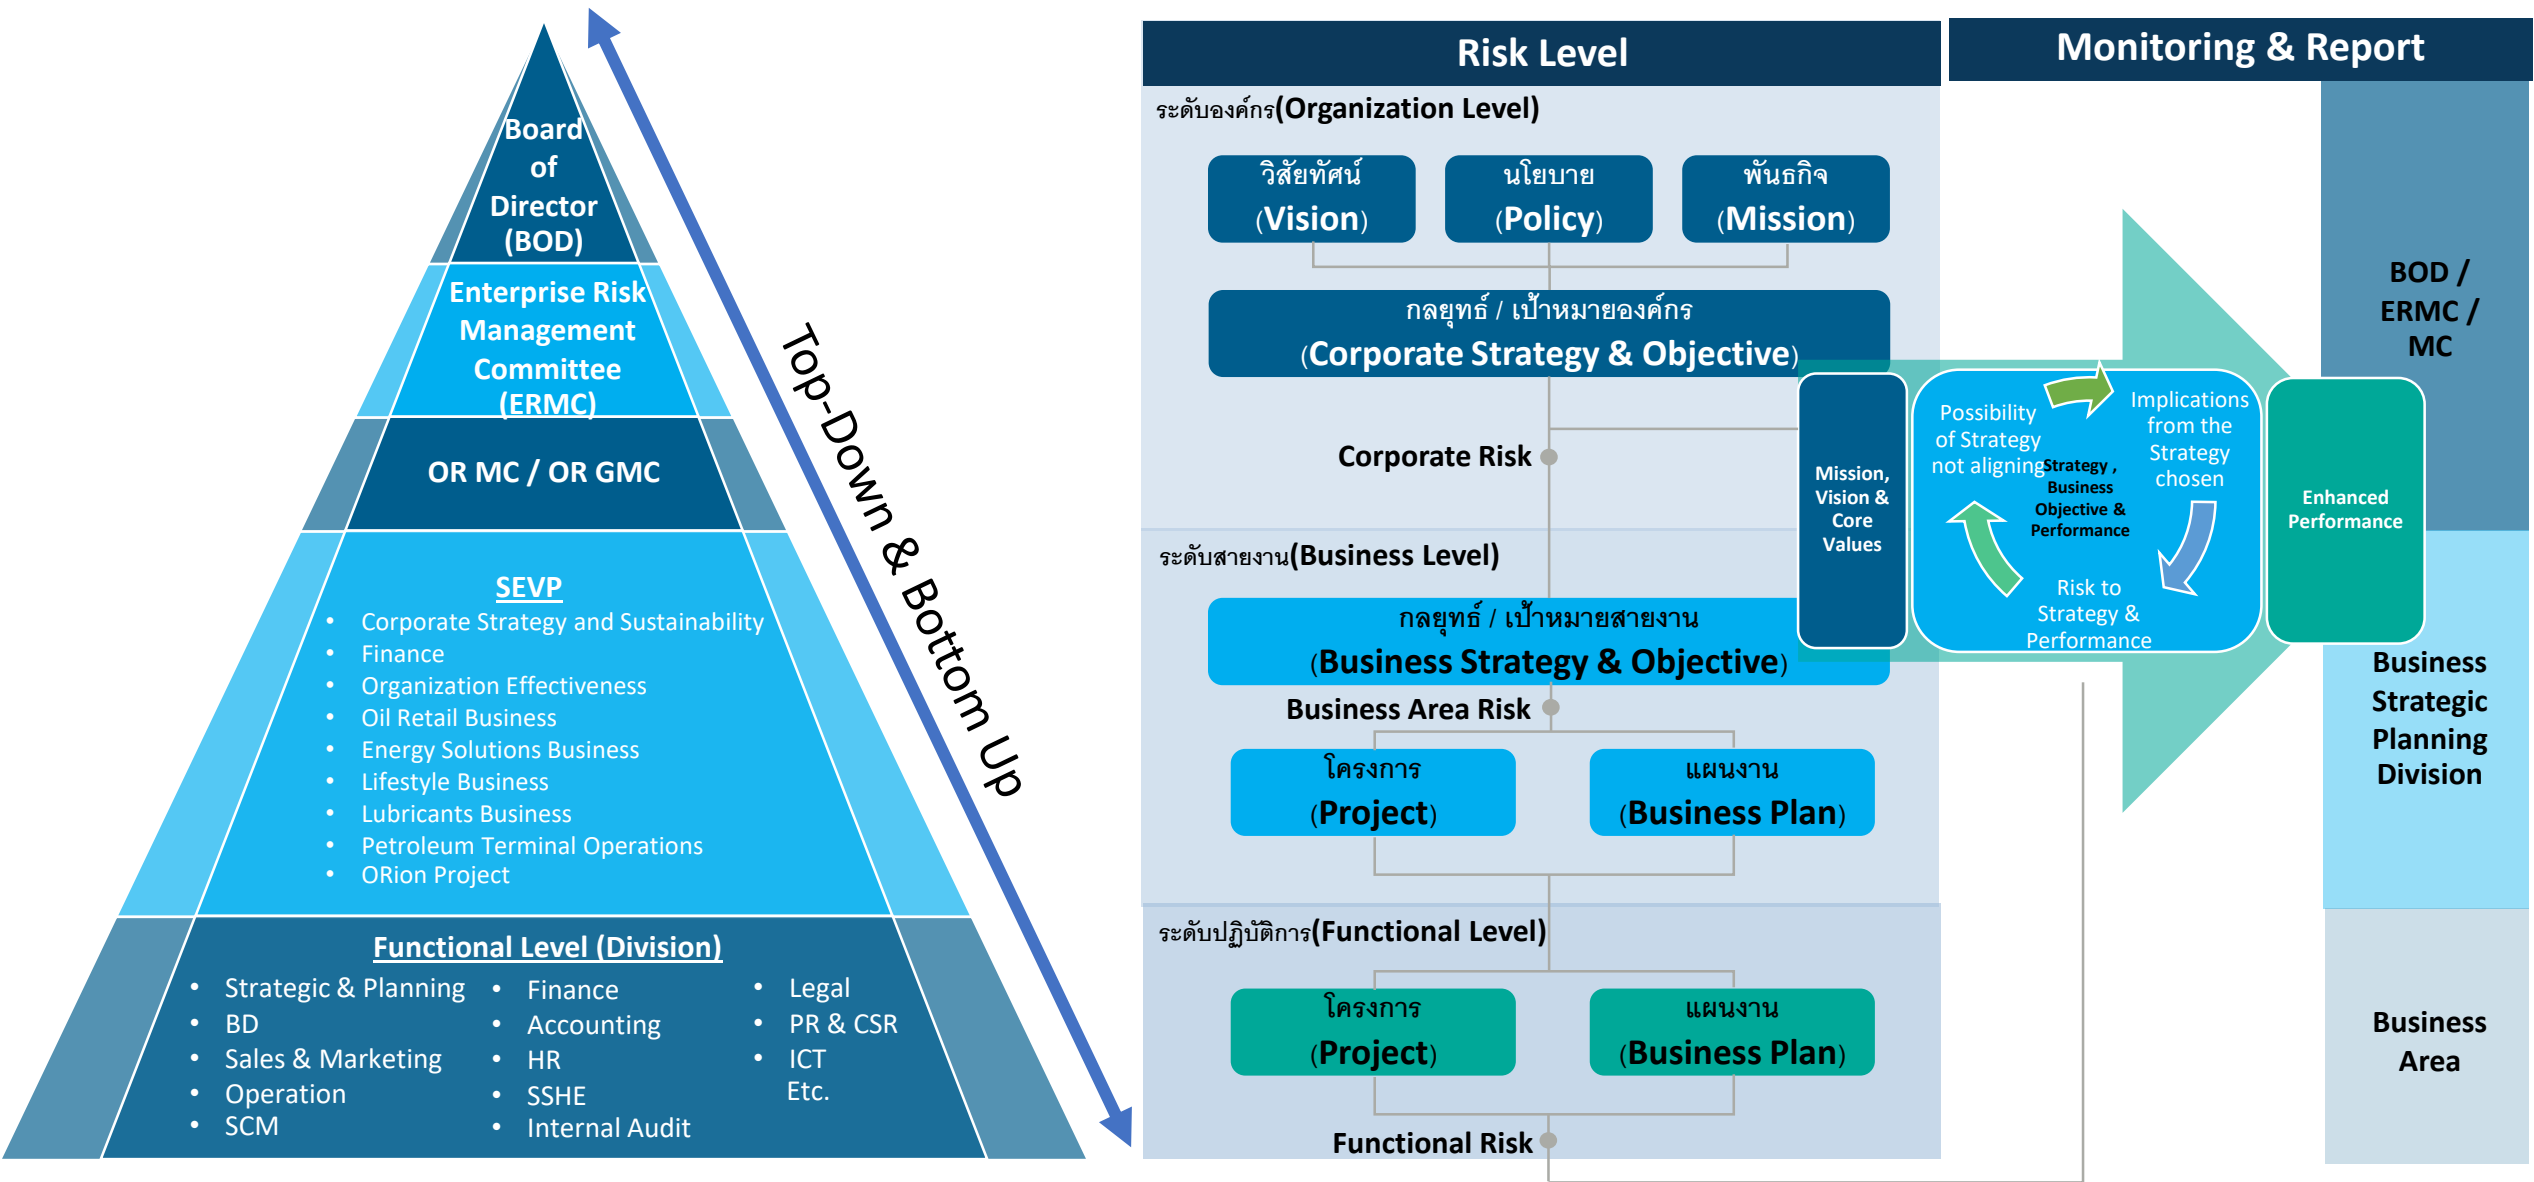 Board
of
Director
(BOD)
Enterprise Risk
Management
Committee
(ERMC)
OR MC / OR GMC
SEVP
• Corporate Strategy and Sustainability
• Finance
• Organization Effectiveness
• Oil Retail Business
• Energy Solutions Business
• Lifestyle Business
• Lubricants Business
• Petroleum Terminal Operations
• ORion Project
Functional Level (Division)
• Strategic & Planning
• BD
• Sales & Marketing
• Operation
• SCM
• Finance
• Accounting
• HR
• SSHE
• Internal Audit
• Legal
• PR & CSR
• ICT
Etc.
Top-Down & Bottom Up
Risk Level
ระดับองค์กร(Organization Level)
วิสัยทัศน์
(Vision)
นโยบาย
(Policy)
พันธกิจ
(Mission)
กลยุทธ์ / เป้าหมายองค์กร
(Corporate Strategy & Objective)
Corporate Risk
ระดับสายงาน(Business Level)
กลยุทธ์ / เป้าหมายสายงาน
(Business Strategy & Objective)
Business Area Risk
โครงการ
(Project)
แผนงาน
(Business Plan)
ระดับปฏิบัติการ(Functional Level)
โครงการ
(Project)
แผนงาน
(Business Plan)
Functional Risk
Monitoring & Report
Mission,
Vision &
Core
Values
Possibility
of Strategy
not aligning
Implications
from the
Strategy
chosen
Strategy ,
Business
Objective &
Performance
Risk to
Strategy &
Performance
Enhanced
Performance
BOD /
ERMC /
MC
Business
Strategic
Planning
Division
Business
Area